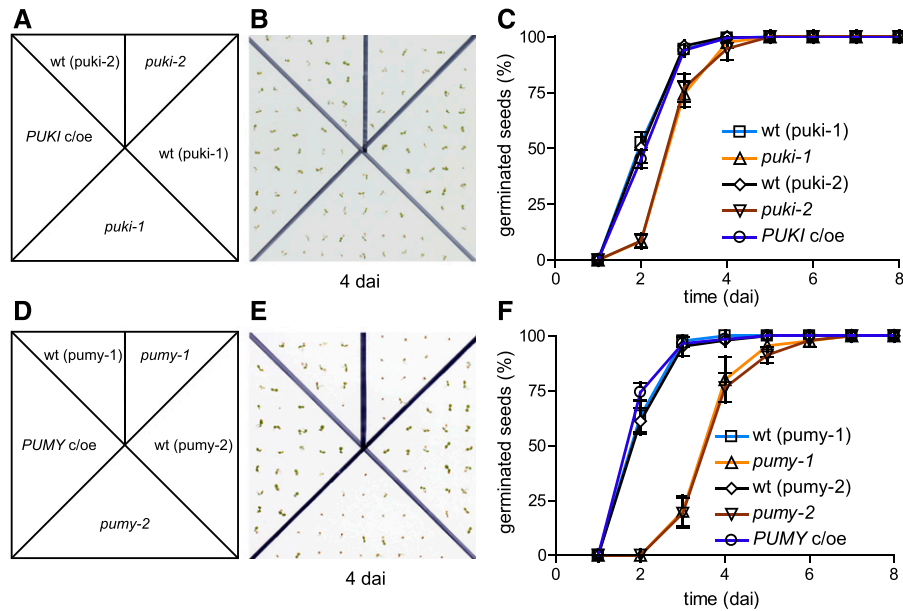 A
wt (puki-2)
puki-2
PUKI c/oe
wt (puki-1)
puki-1
B
4 dai
C
germinated seeds (%)
100
75
50
25
0
wt (puki-1)
puki-1
wt (puki-2)
puki-2
PUKI c/oe
0 2 4 6 8
time (dai)
D
wt (pumy-1)
pumy-1
PUMY c/oe
wt (pumy-2)
pumy-2
E
4 dai
F
germinated seeds (%)
100
75
50
25
0
wt (pumy-1)
pumy-1
wt (pumy-2)
pumy-2
PUMY c/oe
0 2 4 6 8
time (dai)